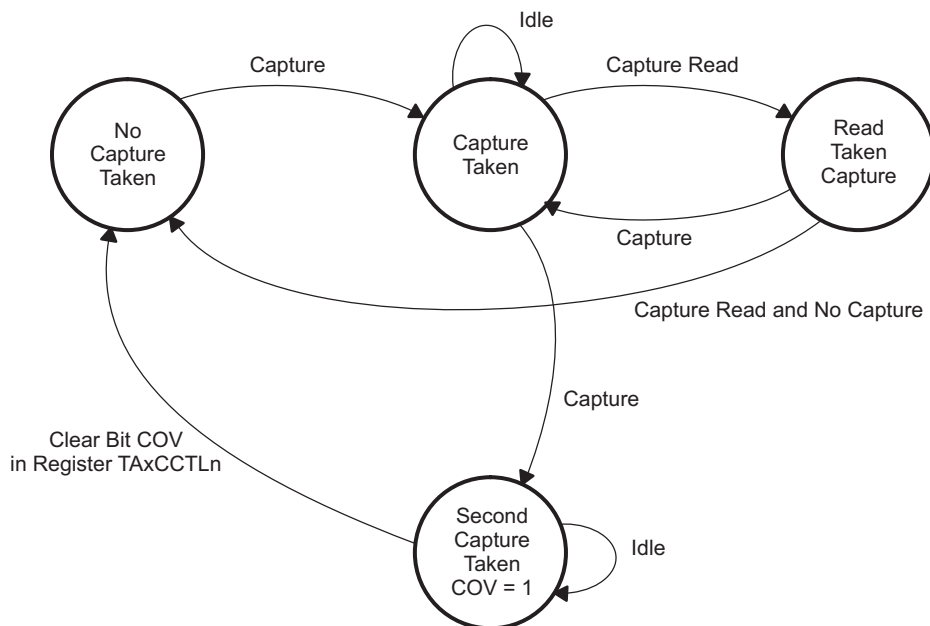 Idle
Capture
Capture Read
No
Capture
Taken
Capture
Taken
Read
Taken
Capture
Capture
Capture Read and No Capture
Capture
Clear Bit COV
in Register TAxCCTLn
Second
Capture
Taken
COV = 1
Idle